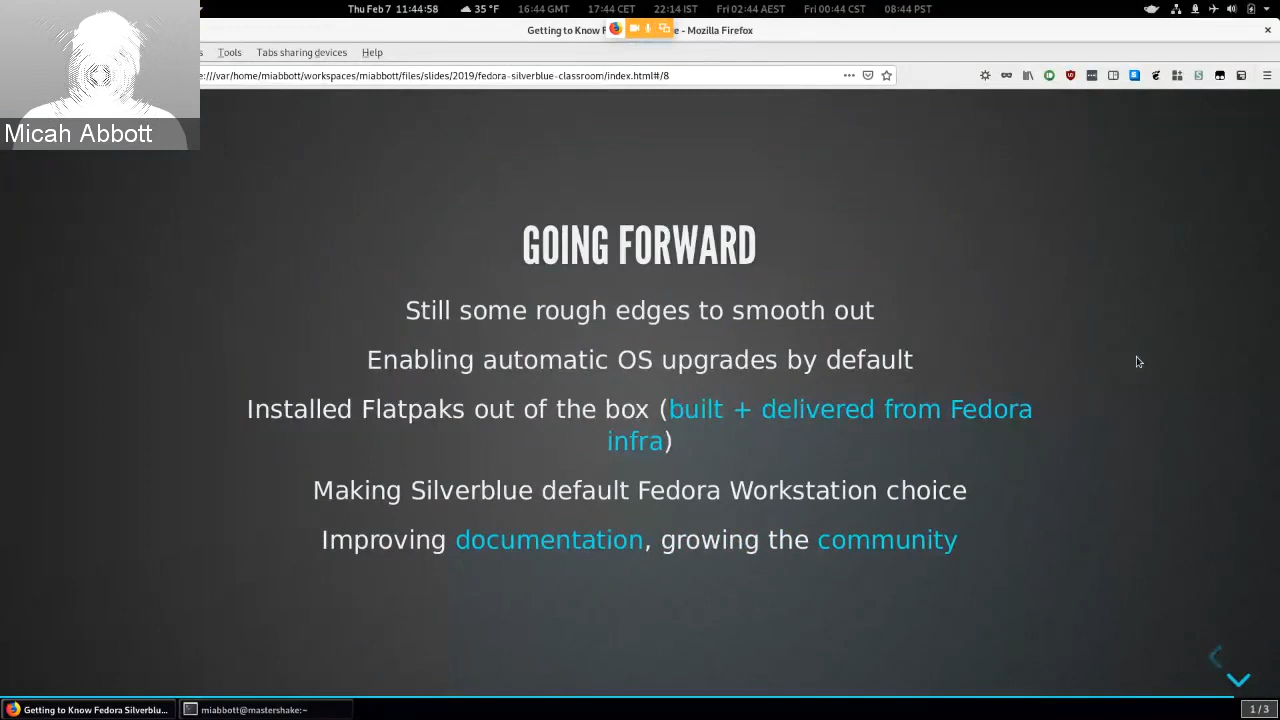 Thu Feb 7 11:44:58 35 °F 16:44 GMT 17:44 CET 22:14 IST Fri 02:44 AEST Fri 00:44 CST 08:44 PST
Getting to Know F e - Mozilla Firefox
s Tools Tabs sharing devices Help
:///var/home/miabbott/workspaces/miabbott/files/slides/2019/fedora-silverblue-classroom/index.html#/8
Micah Abbott
GOING FORWARD
Still some rough edges to smooth out
Enabling automatic OS upgrades by default
Installed Flatpaks out of the box (built + delivered from Fedora
infra)
Making Silverblue default Fedora Workstation choice
Improving documentation, growing the community
Getting to Know Fedora Silverblu... miabbott@mastershake:~ 1 / 3